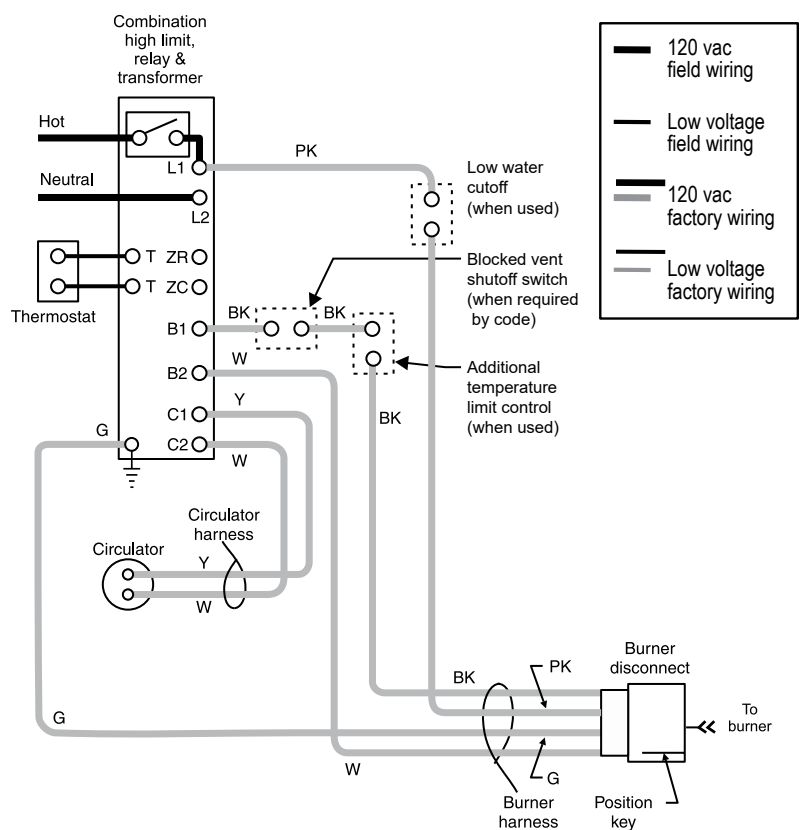 Combination
high limit,
relay &
transformer
Hot
L1
PK
Neutral
L2
Low water
cutoff
(when used)
T ZR
T ZC
Thermostat
Blocked vent
shutoff switch
(when required
by code)
B1
BK
BK
B2
W
Additional
temperature
limit control
(when used)
C1
Y
BK
G
C2
W
Circulator
harness
Circulator
Y
W
Burner
disconnect
BK
PK
To
burner
G
W
G
Burner
harness
Position
key
120 vac
field wiring
Low voltage
field wiring
120 vac
factory wiring
Low voltage
factory wiring